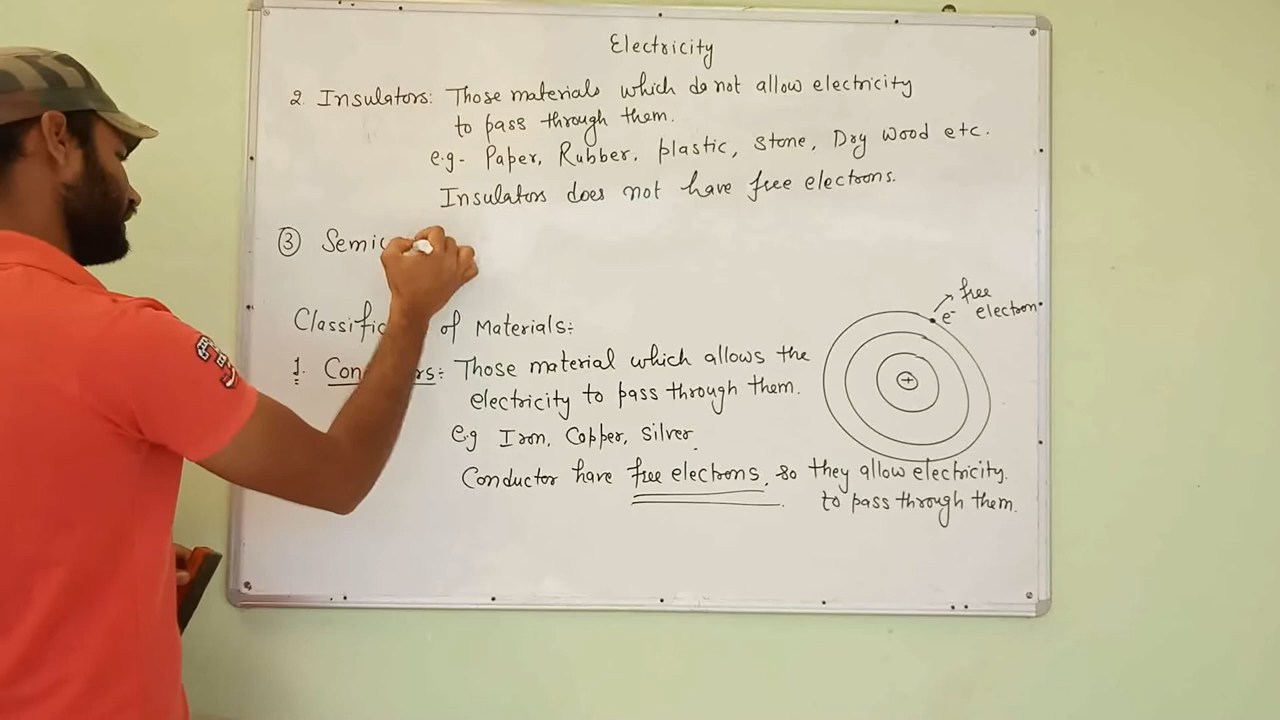 Electricity
2. Insulators: Those materials which do not allow electricity
to pass through them.
e.g- Paper, Rubber, plastic, stone, Dry wood etc.
Insulators does not have free electrons.
③ Semi
Classific of Materials:
free
e- electron
1. Con rs: Those material which allows the
electricity to pass through them.
e.g Iron, Copper, Silver.
Conductor have free electrons, so they allow electricity.
to pass through them.
+